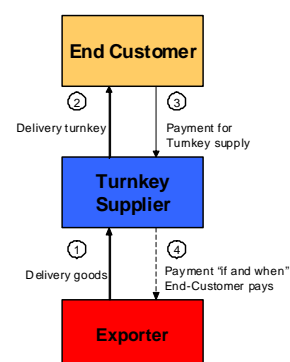 End Customer
2
3
Delivery turnkey
Payment for
Turnkey supply
Turnkey
Supplier
1
4
Delivery goods
Payment “if and when”
End-Customer pays
Exporter